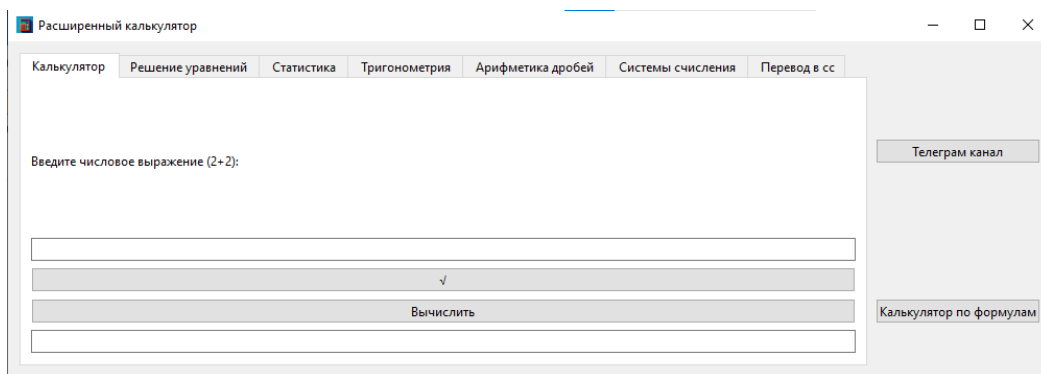 Расширенный калькулятор
Калькулятор Решение уравнений Статистика Тригонометрия Арифметика дробей Системы счисления Перевод в сс
Введите числовое выражение (2+2):
Телеграм канал
√
Вычислить
Калькулятор по формулам